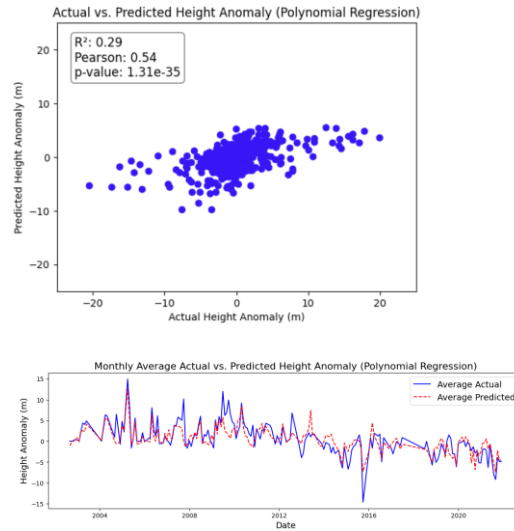 Actual vs. Predicted Height Anomaly (Polynomial Regression)
R²: 0.29
Pearson: 0.54
p-value: 1.31e-35
Predicted Height Anomaly (m)
20
10
0
−10
−20
−20 −10 0 10 20
Actual Height Anomaly (m)
Monthly Average Actual vs. Predicted Height Anomaly (Polynomial Regression)
Average Actual
Average Predicted
Height Anomaly (m)
15
10
5
0
−5
−10
−15
2004 2008 2012 2016 2020
Date